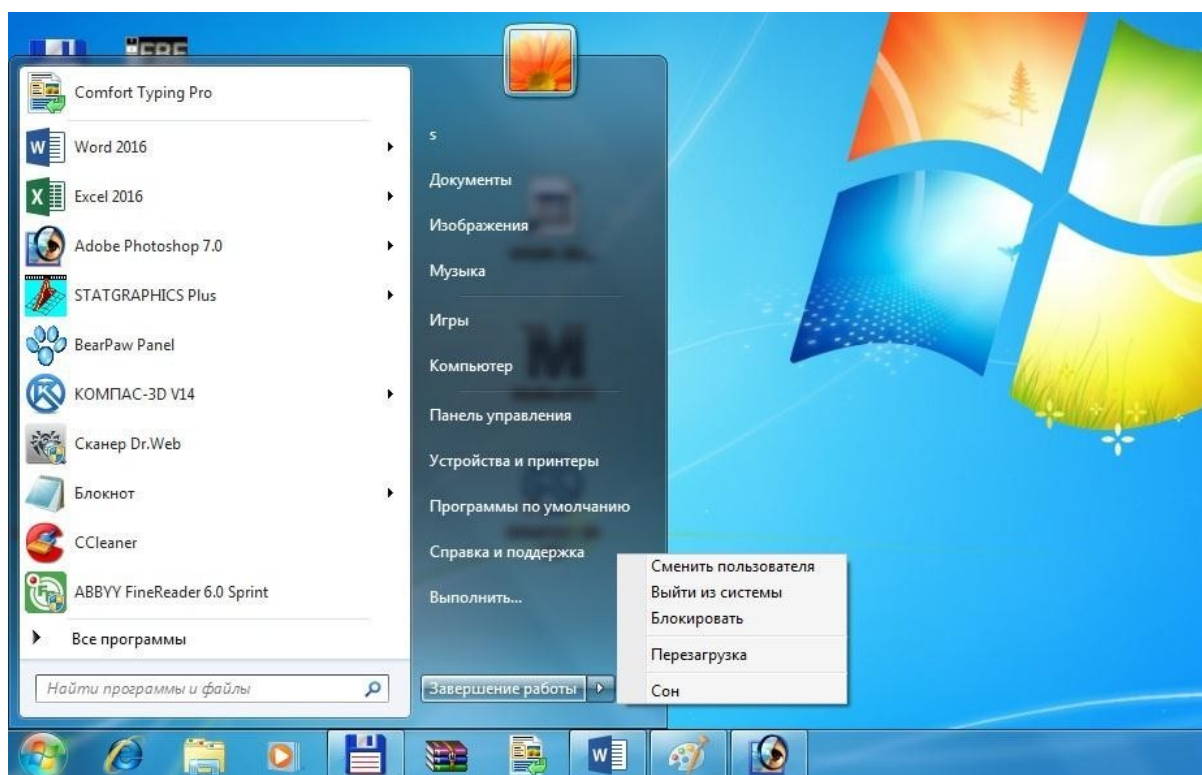 Comfort Typing Pro
Word 2016
Excel 2016
Adobe Photoshop 7.0
STATGRAPHICS Plus
BearPaw Panel
КОМПАС-3D V14
Сканер Dr.Web
Блокнот
CCleaner
ABBYY FineReader 6.0 Sprint
Все программы
Найти программы и файлы
s
Документы
Изображения
Музыка
Игры
Компьютер
Панель управления
Устройства и принтеры
Программы по умолчанию
Справка и поддержка
Выполнить...
Завершение работы
Сменить пользователя
Выйти из системы
Блокировать
Перезагрузка
Сон